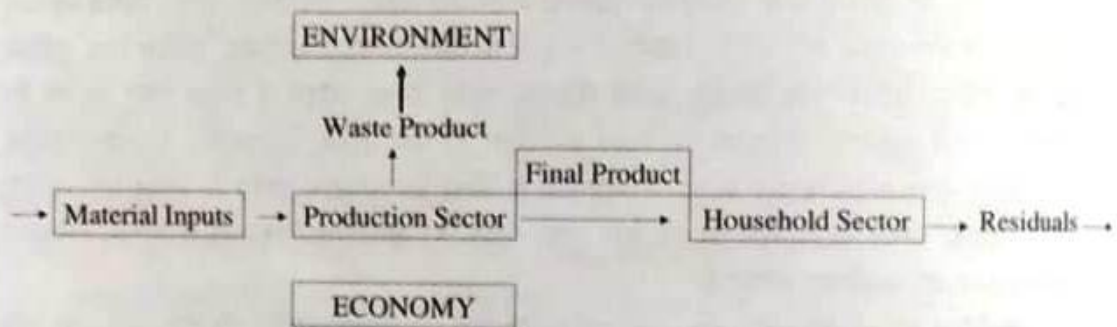 ENVIRONMENT
Waste Product
Final Product
Material Inputs Production Sector Household Sector Residuals
ECONOMY